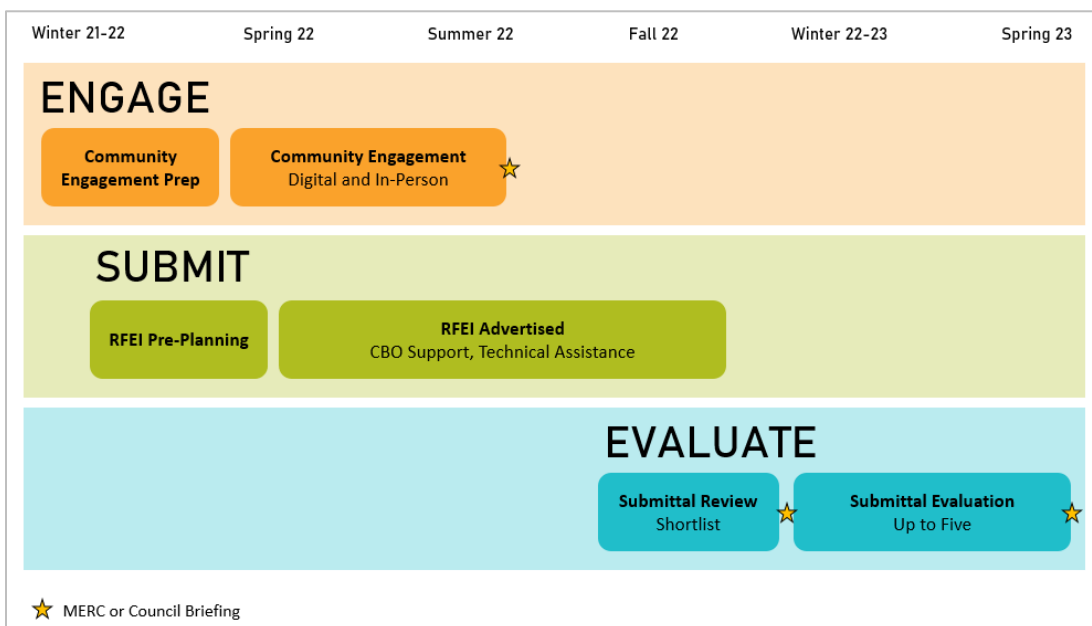 Winter 21-22 Spring 22 Summer 22 Fall 22 Winter 22-23 Spring 23
ENGAGE
Community
Engagement Prep
Community Engagement
Digital and In-Person
SUBMIT
RFEI Pre-Planning
RFEI Advertised
CBO Support, Technical Assistance
EVALUATE
Submittal Review
Shortlist
Submittal Evaluation
Up to Five
MERC or Council Briefing